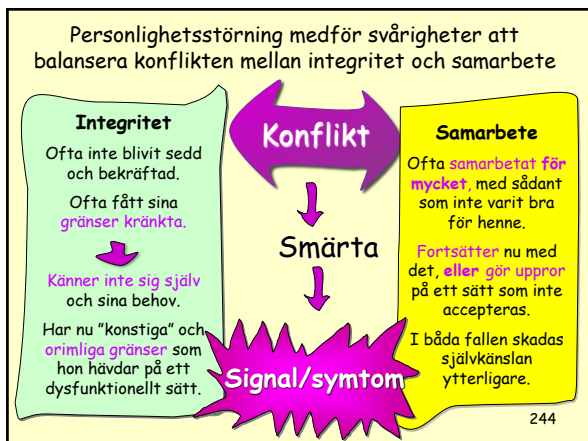 Personlighetsstörning medför svårigheter att
balansera konflikten mellan integritet och samarbete
Integritet
Ofta inte blivit sedd
och bekräftad.
Ofta fått sina
gränser kränkta.
Känner inte sig själv
och sina behov.
Har nu ”konstiga” och
orimliga gränser som
hon hävdar på ett
dysfunktionellt sätt.
Konflikt
Smärta
Signal/symtom
Samarbete
Ofta samarbetat för
mycket, med sådant
som inte varit bra
för henne.
Fortsätter nu med
det, eller gör uppror
på ett sätt som inte
accepteras.
I båda fallen skadas
självkänslan
ytterligare.
244